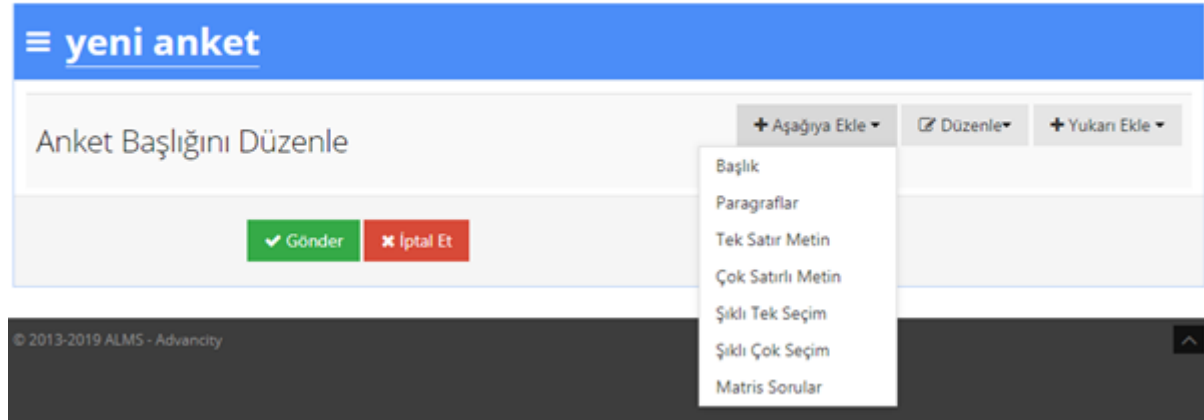 yeni anket
Anket Başlığını Düzenle
Aşağıya Ekle
Düzenle
Yukarı Ekle
Başlık
Paragraflar
Tek Satır Metin
Çok Satırlı Metin
Şıklı Tek Seçim
Şıklı Çok Seçim
Matris Sorular
Gönder
İptal Et
© 2013-2019 ALMS - Advancity